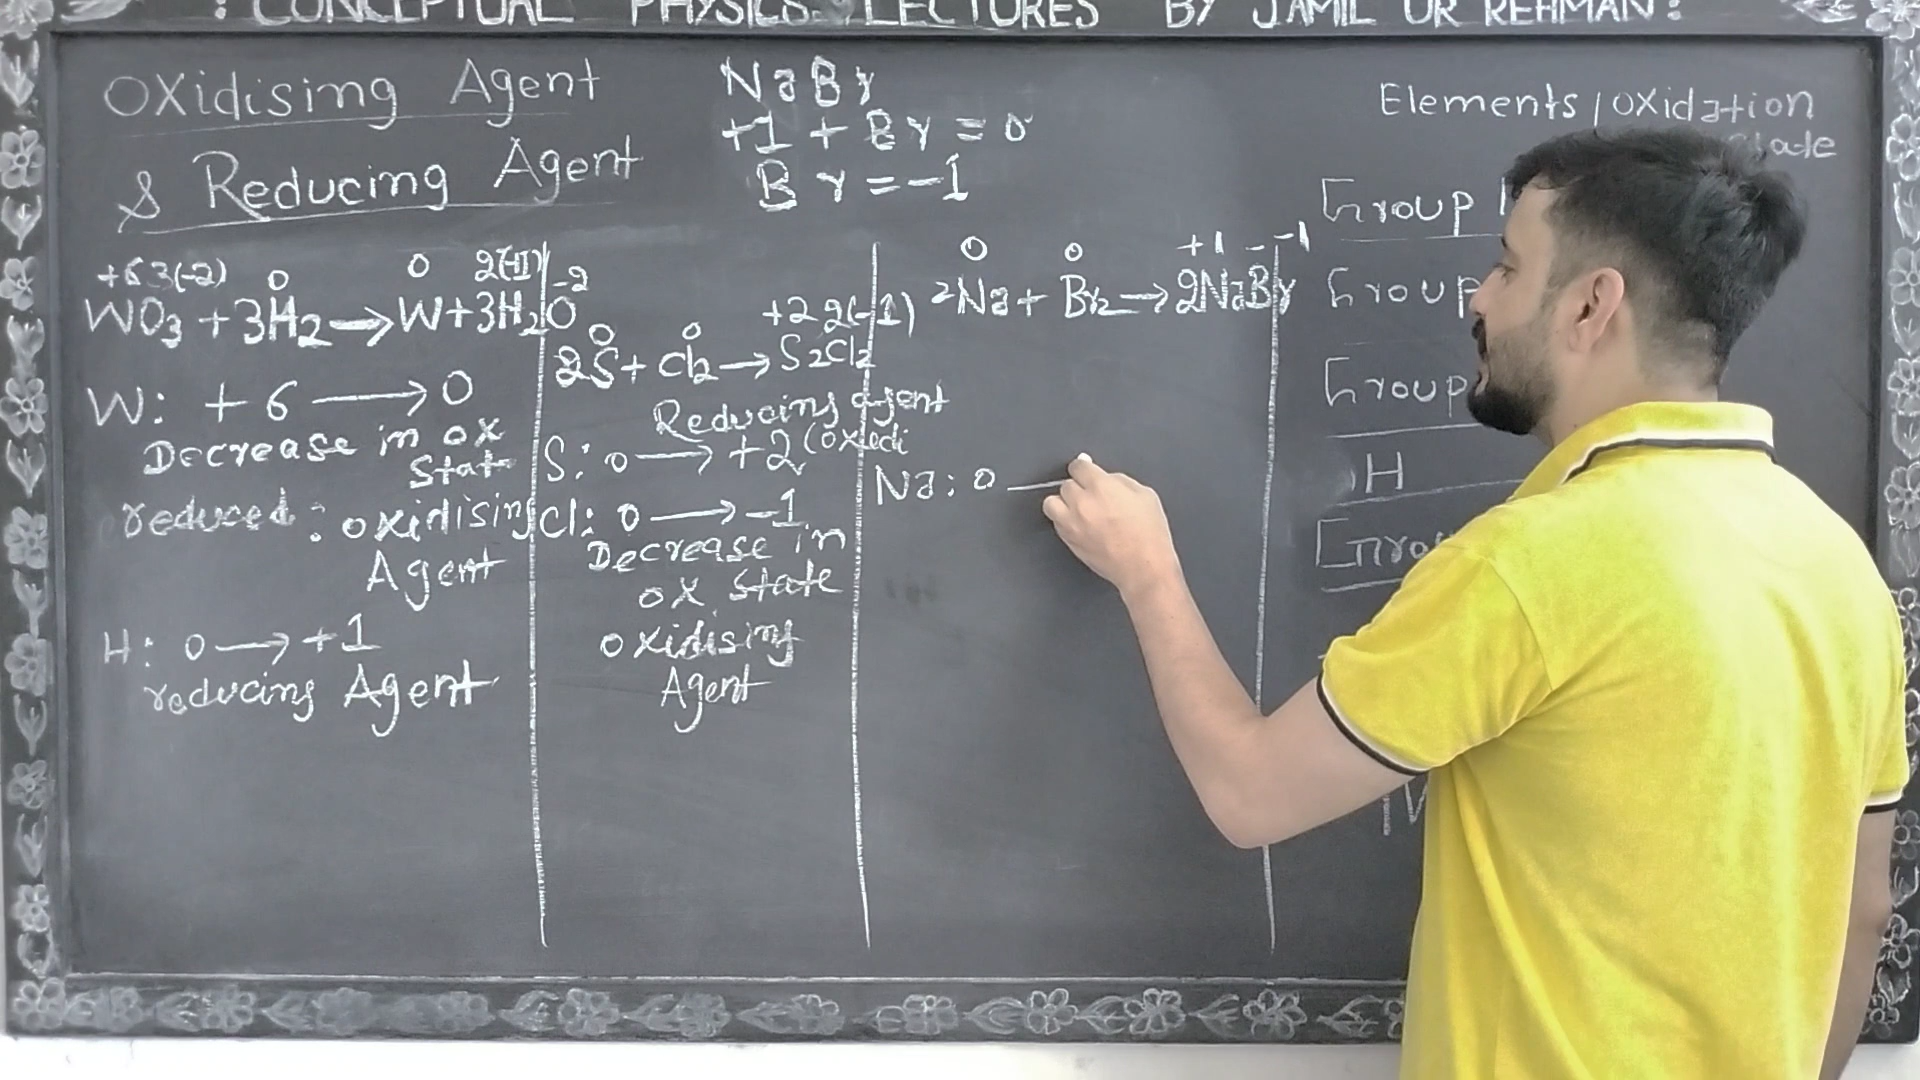 : CONCEPTUAL PHYSICS LECTURES BY JAMIL UR REHMAN :
OXidising Agent
& Reducing Agent
NaBr
+1 + Br = 0
Br = -1
+6 3(-2) 0 0 2(+1) -2
WO3 + 3H2 → W + 3H2O
W: +6 → 0
Decrease in ox
State
reduced : oxidising
Agent
H: 0 → +1
reducing Agent
0 0 +2 2(-1)
2S + Cl2 → S2Cl2
Reducing agent
S: 0 → +2 (oxiedi
Cl: 0 → -1
Decrease in
ox State
oxidising
Agent
0 0 +1 -1
2Na + Br2 → 2NaBr
Na: 0 —
Elements / oxidation
Group
Group
Group
H